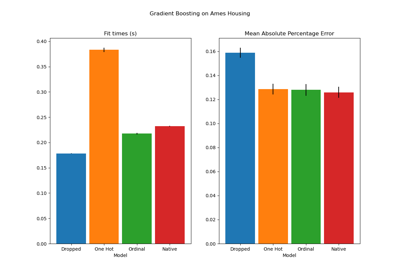 Gradient Boosting on Ames Housing
Fit times (s)
0.40
0.35
0.30
0.25
0.20
0.15
0.10
0.05
0.00
Dropped One Hot Ordinal Native
Model
Mean Absolute Percentage Error
0.16
0.14
0.12
0.10
0.08
0.06
0.04
0.02
0.00
Dropped One Hot Ordinal Native
Model